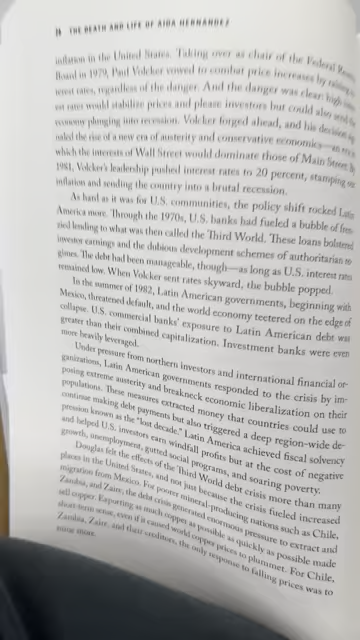 THE DEATH AND LIFE OF AIDA HERNANDEZ
inflation in the United States. Taking over as chair of the Federal
Board in 1979, Paul Volcker vowed to combat price increases by raising
terest rates, regardless of the danger. And the danger was clear: high
est rates would stabilize prices and please investors but could also send the
economy plunging into recession. Volcker forged ahead, and his decision
naled the rise of a new era of austerity and conservative economics—an
which the interests of Wall Street would dominate those of Main Street.
1981, Volcker's leadership pushed interest rates to 20 percent, stamping out
inflation and sending the country into a brutal recession.
As hard as it was for U.S. communities, the policy shift rocked Latin
America more. Through the 1970s, U.S. banks had fueled a bubble of fren-
zied lending to what was then called the Third World. These loans bolstered
investor earnings and the dubious development schemes of authoritarian re-
gimes. The debt had been manageable, though—as long as U.S. interest rates
remained low. When Volcker sent rates skyward, the bubble popped.
In the summer of 1982, Latin American governments, beginning with
Mexico, threatened default, and the world economy teetered on the edge of
collapse. U.S. commercial banks' exposure to Latin American debt was
greater than their combined capitalization. Investment banks were even
more heavily leveraged.
Under pressure from northern investors and international financial or-
ganizations, Latin American governments responded to the crisis by im-
posing extreme austerity and breakneck economic liberalization on their
populations. These measures extracted money that countries could use to
continue making debt payments but also triggered a deep region-wide de-
pression known as the "lost decade." Latin America achieved fiscal solvency
and helped U.S. investors earn windfall profits but at the cost of negative
growth, unemployment, gutted social programs, and soaring poverty.
Douglas felt the effects of the Third World debt crisis more than many
places in the United States, and not just because the crisis fueled increased
migration from Mexico. For poorer mineral-producing nations such as Chile,
Zambia, and Zaire, the debt crisis generated enormous pressure to extract and
sell copper. Exporting as much copper as possible as quickly as possible made
short-term sense, even if it caused world copper prices to plummet. For Chile,
Zambia, Zaire, and their creditors, the only response to falling prices was to
mine more.